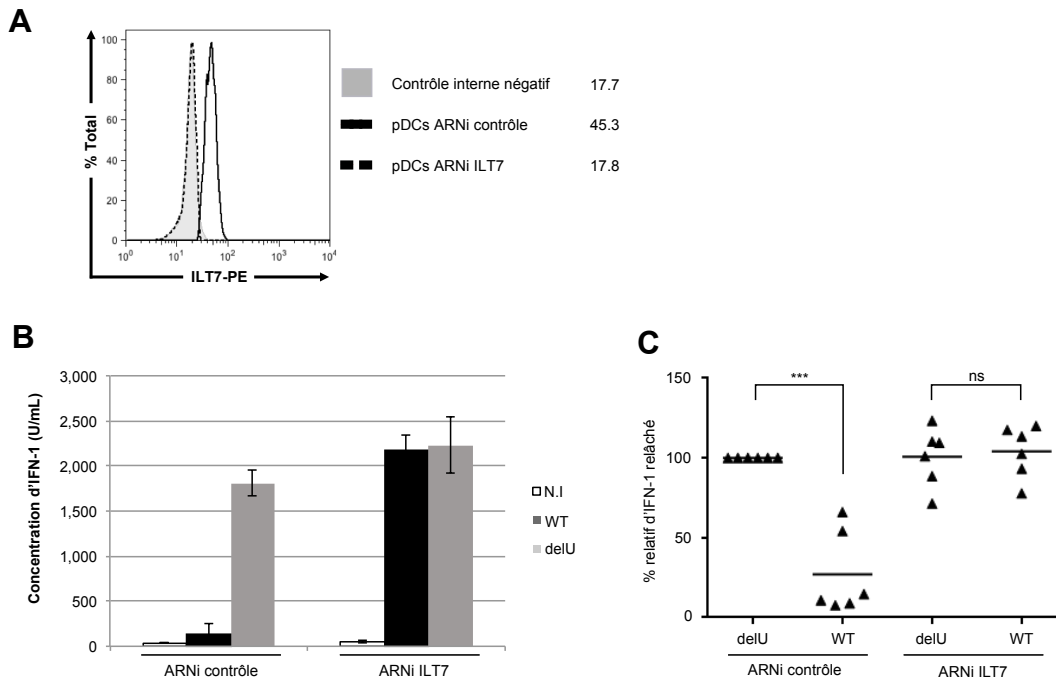 A
100
80
60
40
20
0
% Total
10^0 10^1 10^2 10^3 10^4
ILT7-PE
Contrôle interne négatif 17.7
pDCs ARNi contrôle 45.3
pDCs ARNi ILT7 17.8
B
Concentration d'IFN-1 (U/mL)
3,000
2,500
2,000
1,500
1,000
500
0
ARNi contrôle ARNi ILT7
N.I
WT
delU
C
% relatif d'IFN-1 relâché
150
100
50
0
***
ns
delU WT delU WT
ARNi contrôle ARNi ILT7